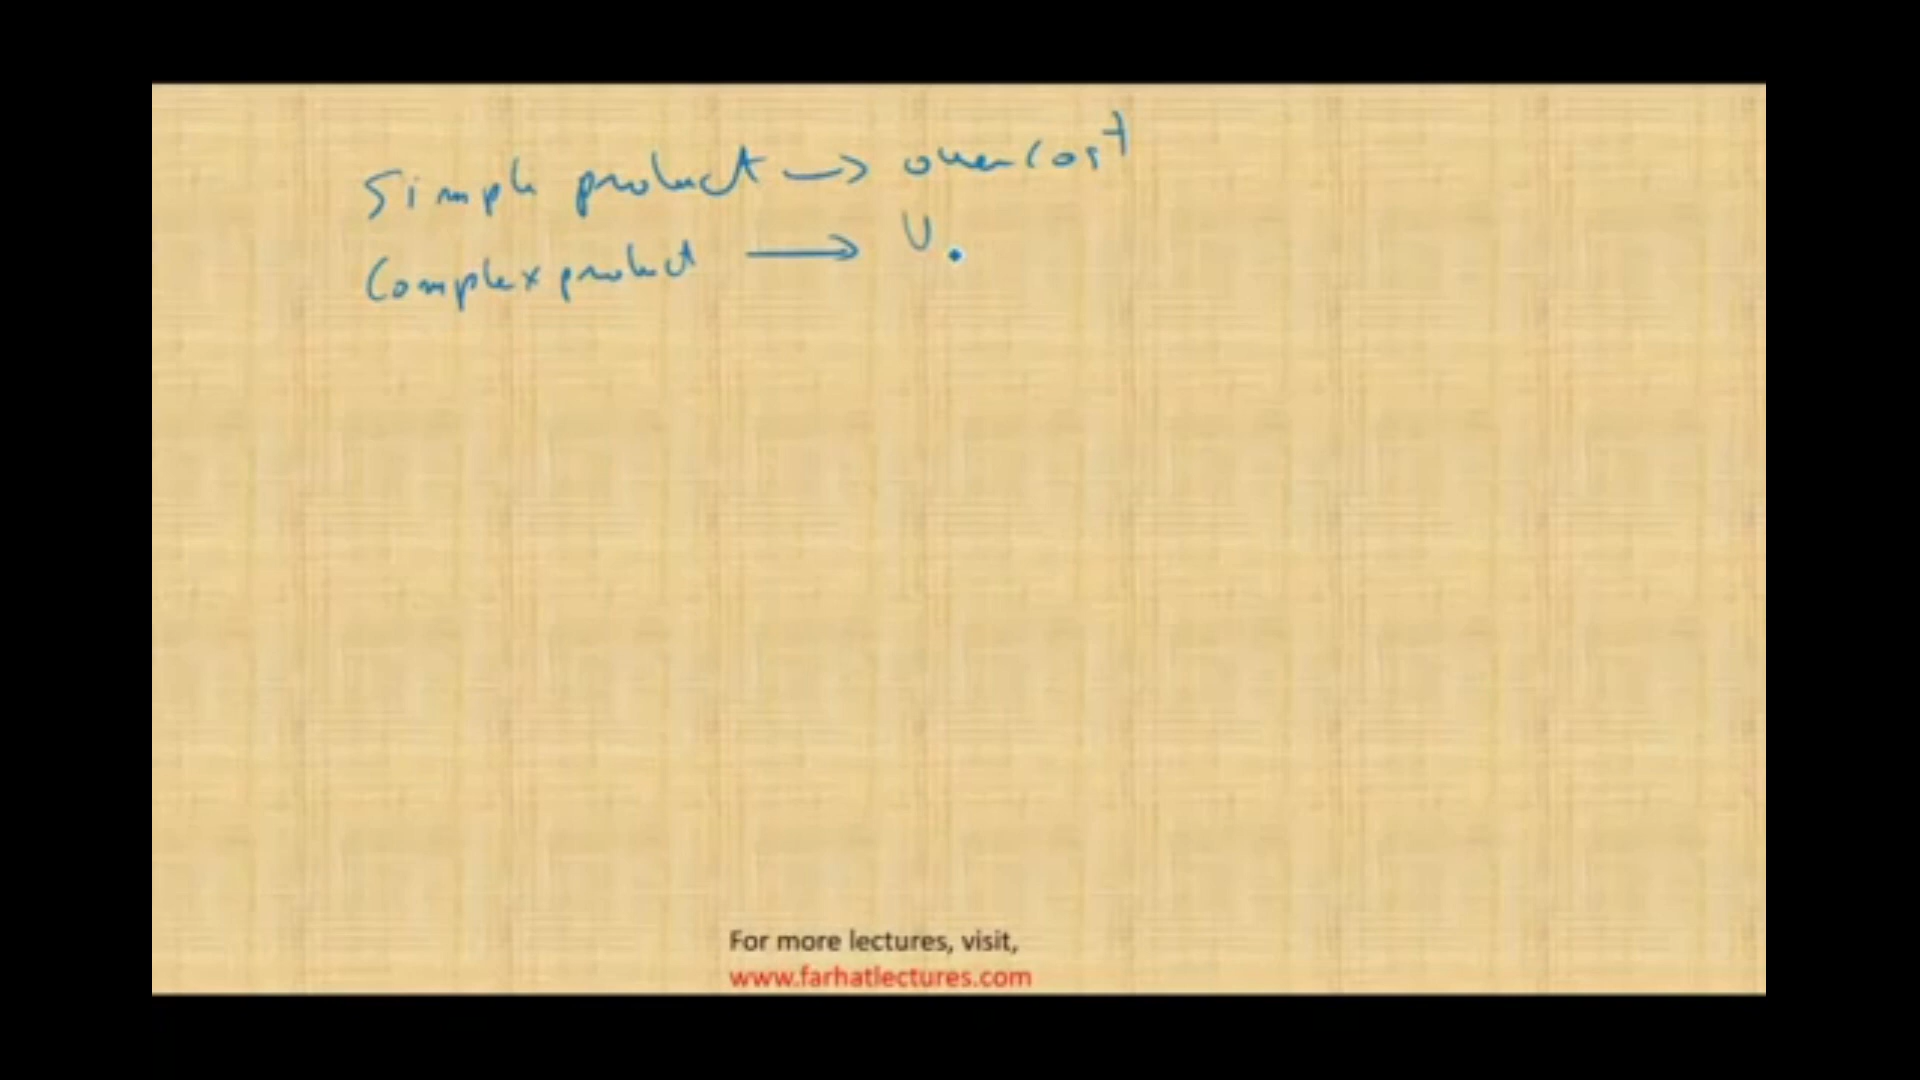 Simple product → overcost
Complex product → U
For more lectures, visit,
www.farhatlectures.com